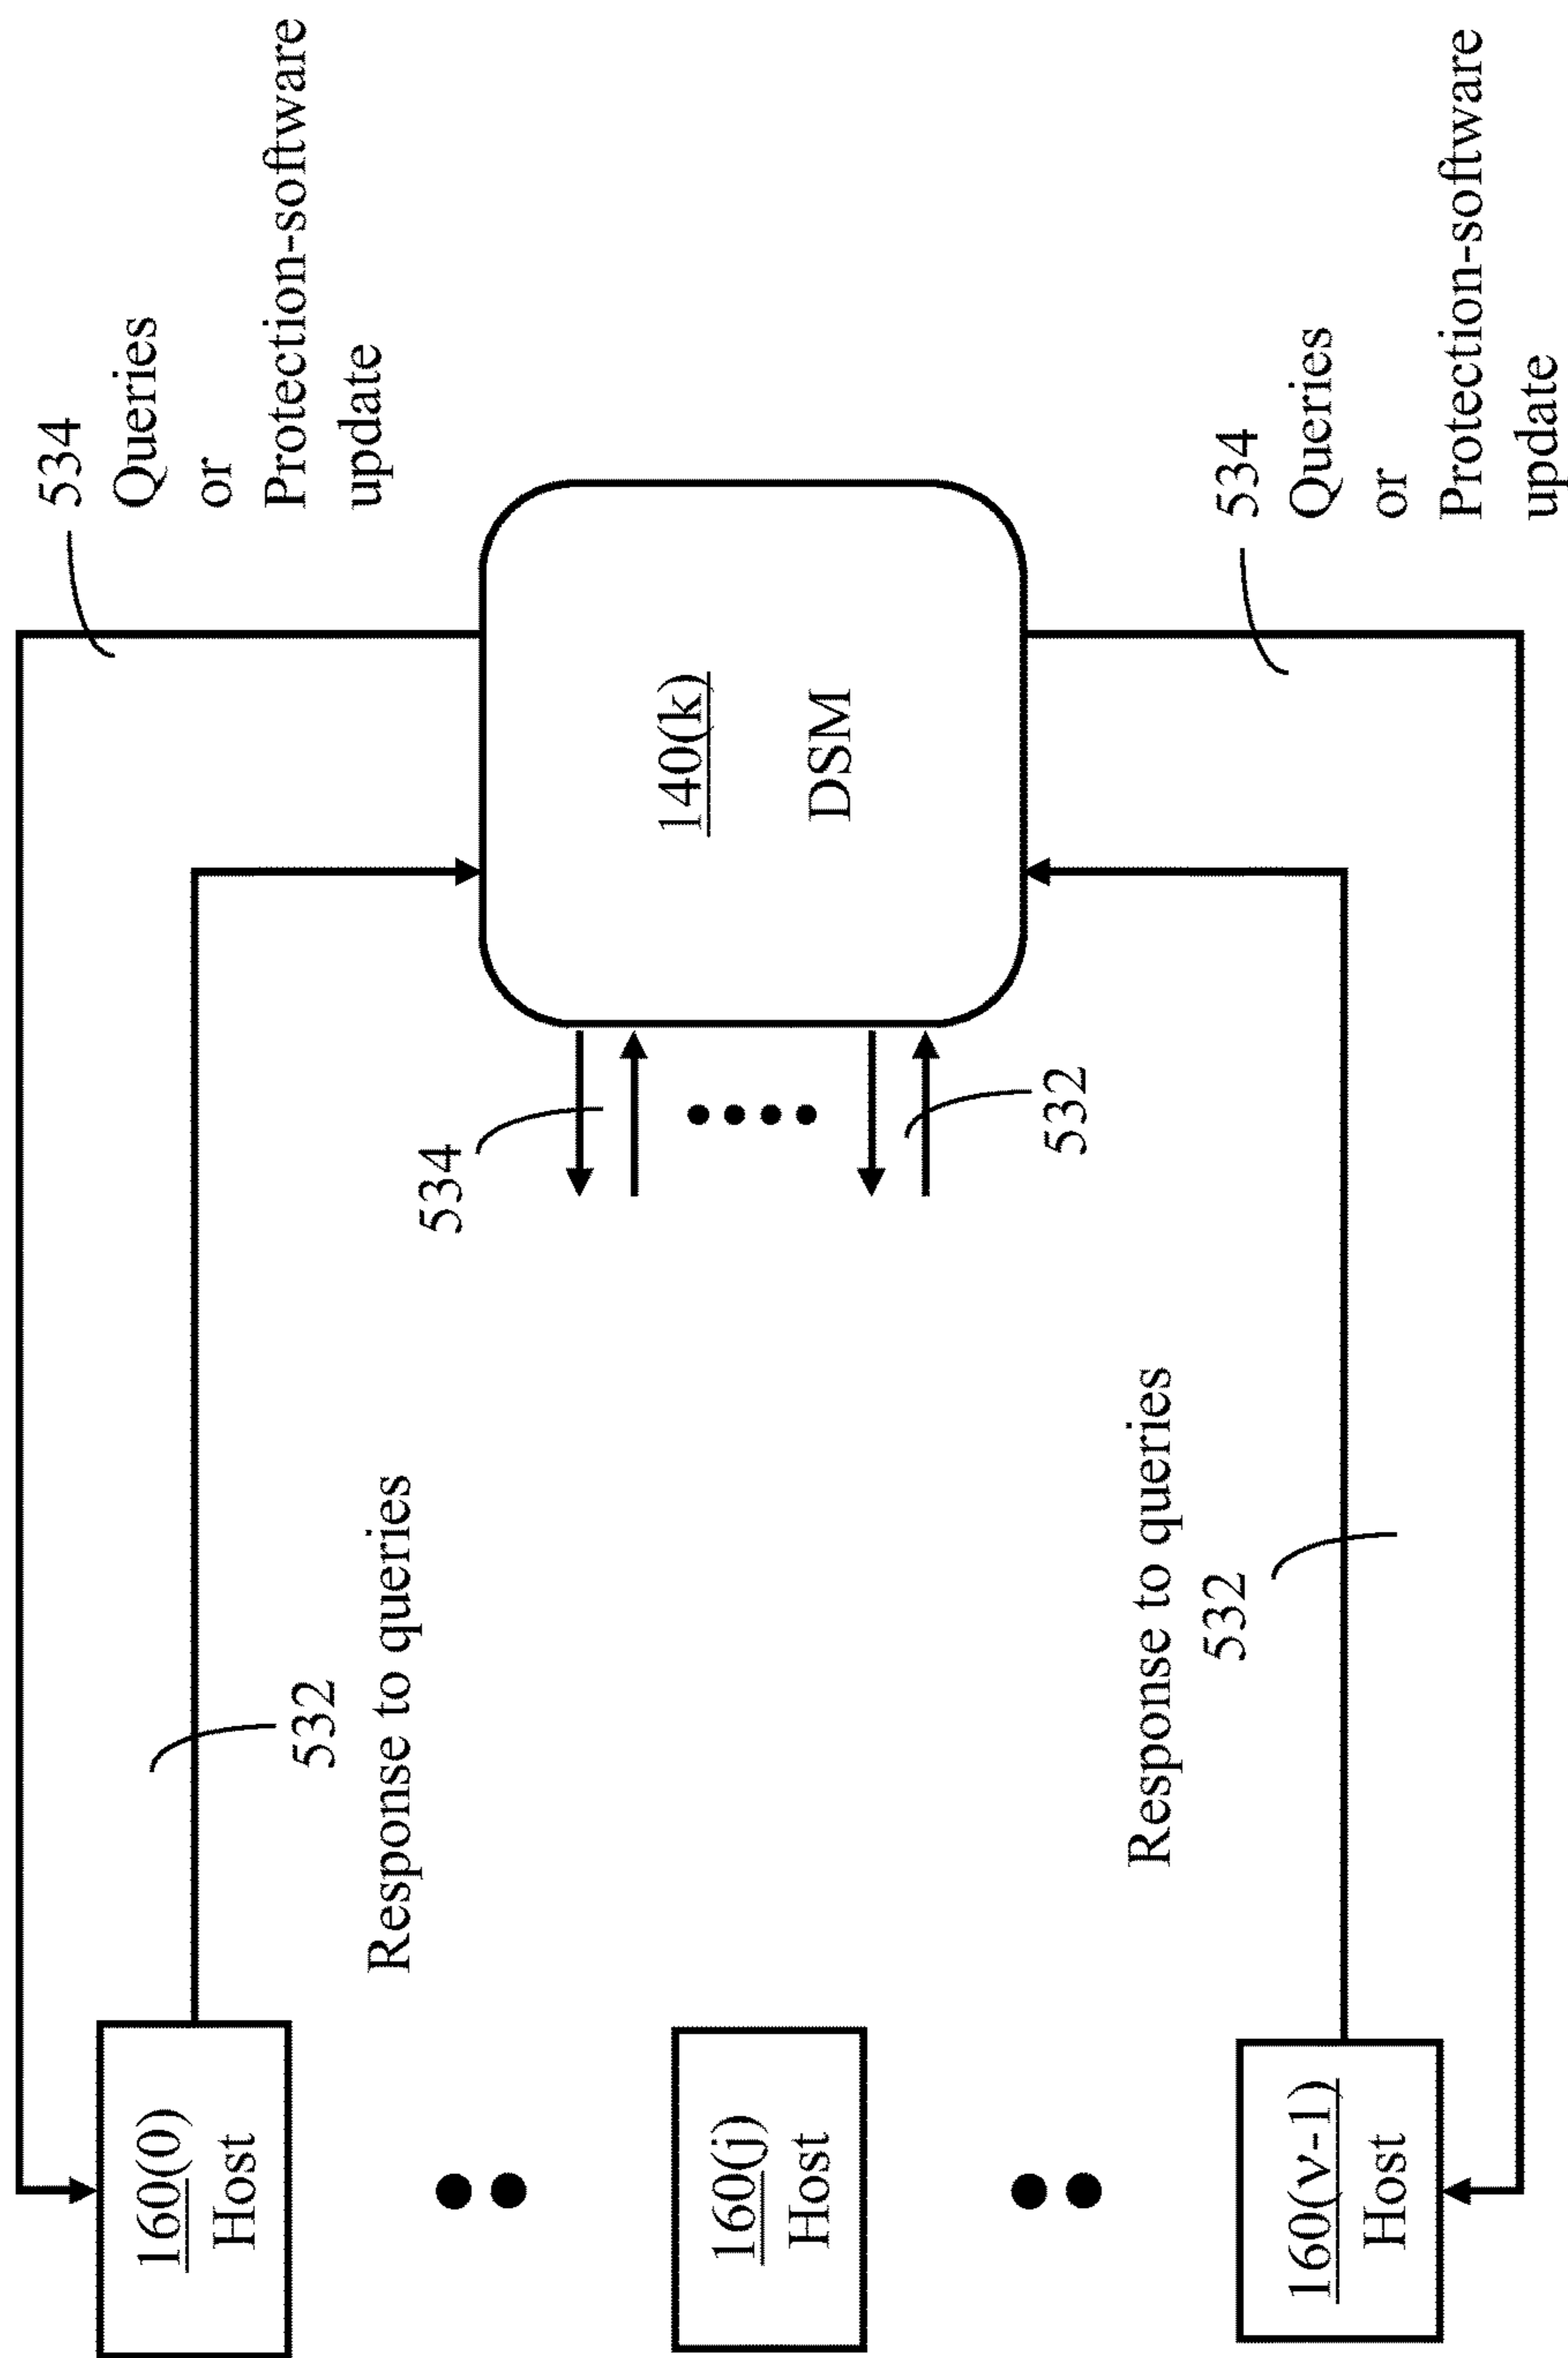 534
Queries
or
Protection-software
update
140(k)
DSM
534
532
534
Queries
or
Protection-software
update
532
Response to queries
Response to queries
532
160(0)
Host
160(j)
Host
160(ν-1)
Host